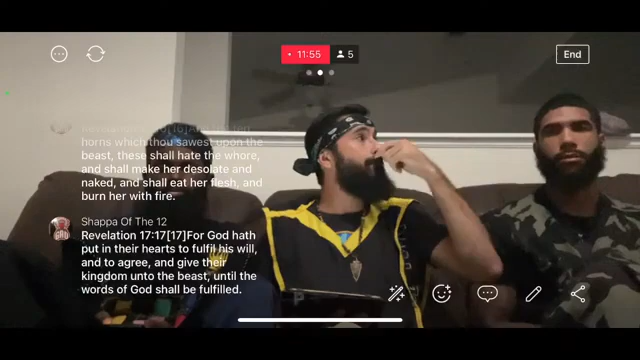 11:55
5
End
horns which thou sawest upon the
beast, these shall hate the whore,
and shall make her desolate and
naked, and shall eat her flesh, and
burn her with fire.
Shappa Of The 12
Revelation 17:17[17]For God hath
put in their hearts to fulfil his will,
and to agree, and give their
kingdom unto the beast, until the
words of God shall be fulfilled.